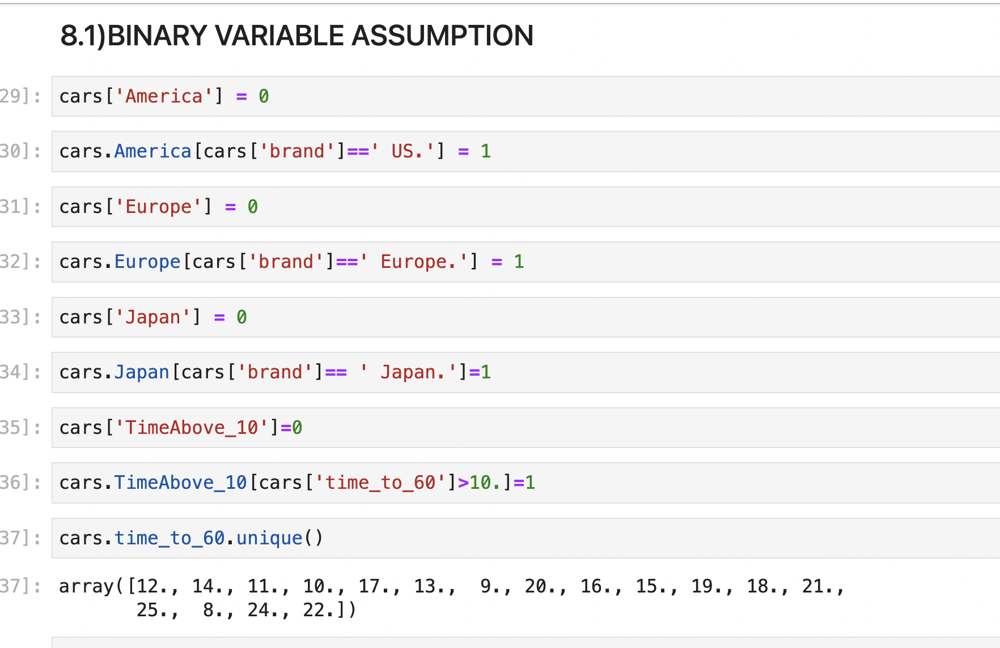 8.1)BINARY VARIABLE ASSUMPTION
29]: cars['America'] = 0
30]: cars.America[cars['brand']==' US.'] = 1
31]: cars['Europe'] = 0
32]: cars.Europe[cars['brand']==' Europe.'] = 1
33]: cars['Japan'] = 0
34]: cars.Japan[cars['brand']== ' Japan.']=1
35]: cars['TimeAbove_10']=0
36]: cars.TimeAbove_10[cars['time_to_60']>10.]=1
37]: cars.time_to_60.unique()
37]: array([12., 14., 11., 10., 17., 13.,  9., 20., 16., 15., 19., 18., 21.,
       25.,  8., 24., 22.])